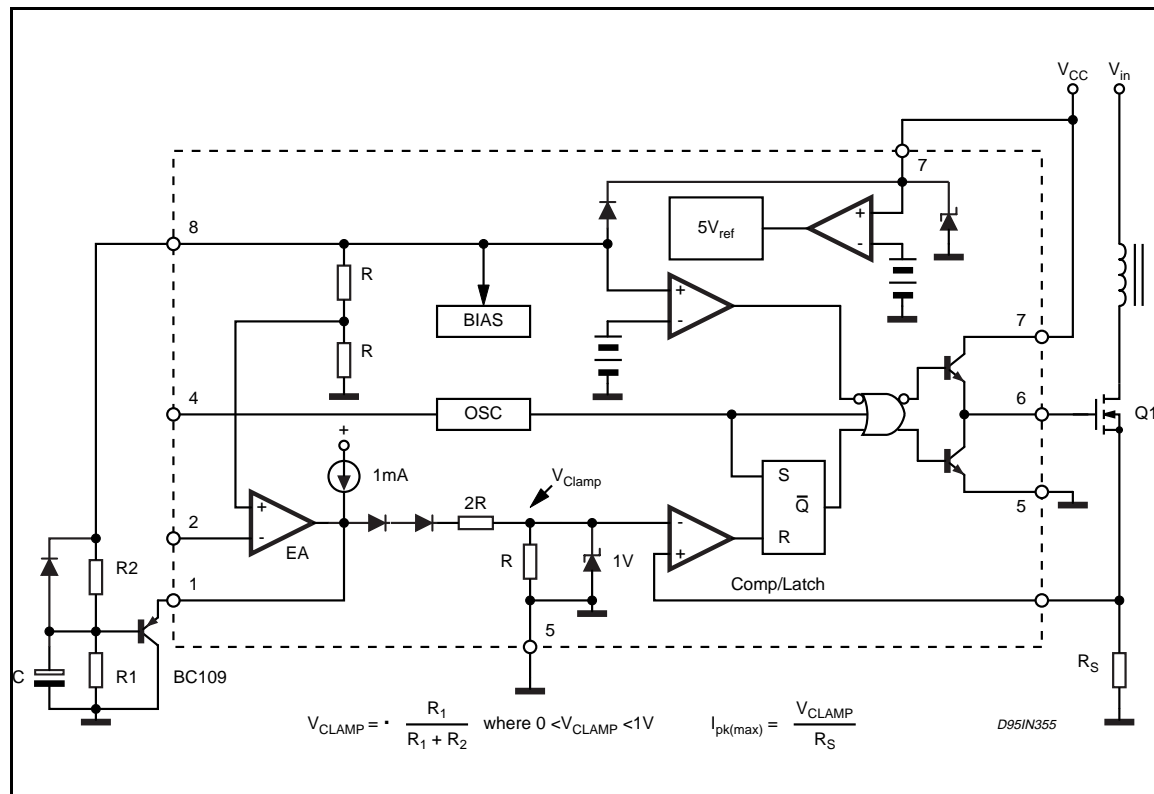 V_CC V_in
7
8
5V_ref
+
-
R
BIAS
+
-
R
7
4
OSC
6
Q1
+
1mA
V_Clamp
S
5
2R
Q̅
+
2
-
EA
R
1V
-
+
R
R2
1
Comp/Latch
5
C
R1
BC109
R_S
V_CLAMP = · R_1 / (R_1 + R_2) where 0 <V_CLAMP <1V I_pk(max) = V_CLAMP / R_S D95IN355